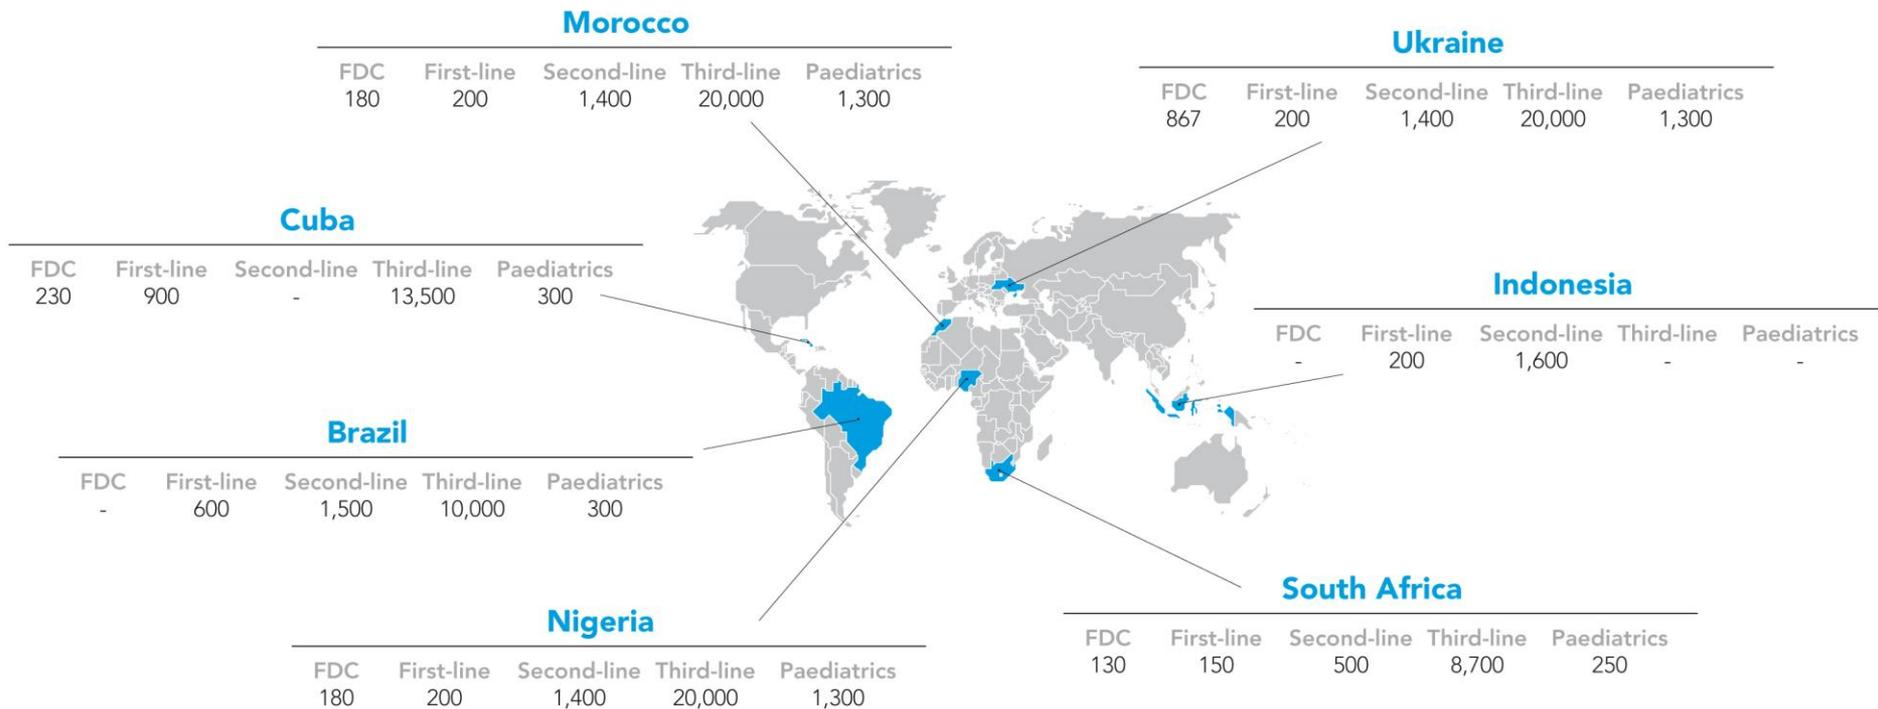 Morocco
FDC First-line Second-line Third-line Paediatrics
180 200 1,400 20,000 1,300
Ukraine
FDC First-line Second-line Third-line Paediatrics
867 200 1,400 20,000 1,300
Cuba
FDC First-line Second-line Third-line Paediatrics
230 900 - 13,500 300
Indonesia
FDC First-line Second-line Third-line Paediatrics
- 200 1,600 - -
Brazil
FDC First-line Second-line Third-line Paediatrics
- 600 1,500 10,000 300
South Africa
FDC First-line Second-line Third-line Paediatrics
130 150 500 8,700 250
Nigeria
FDC First-line Second-line Third-line Paediatrics
180 200 1,400 20,000 1,300